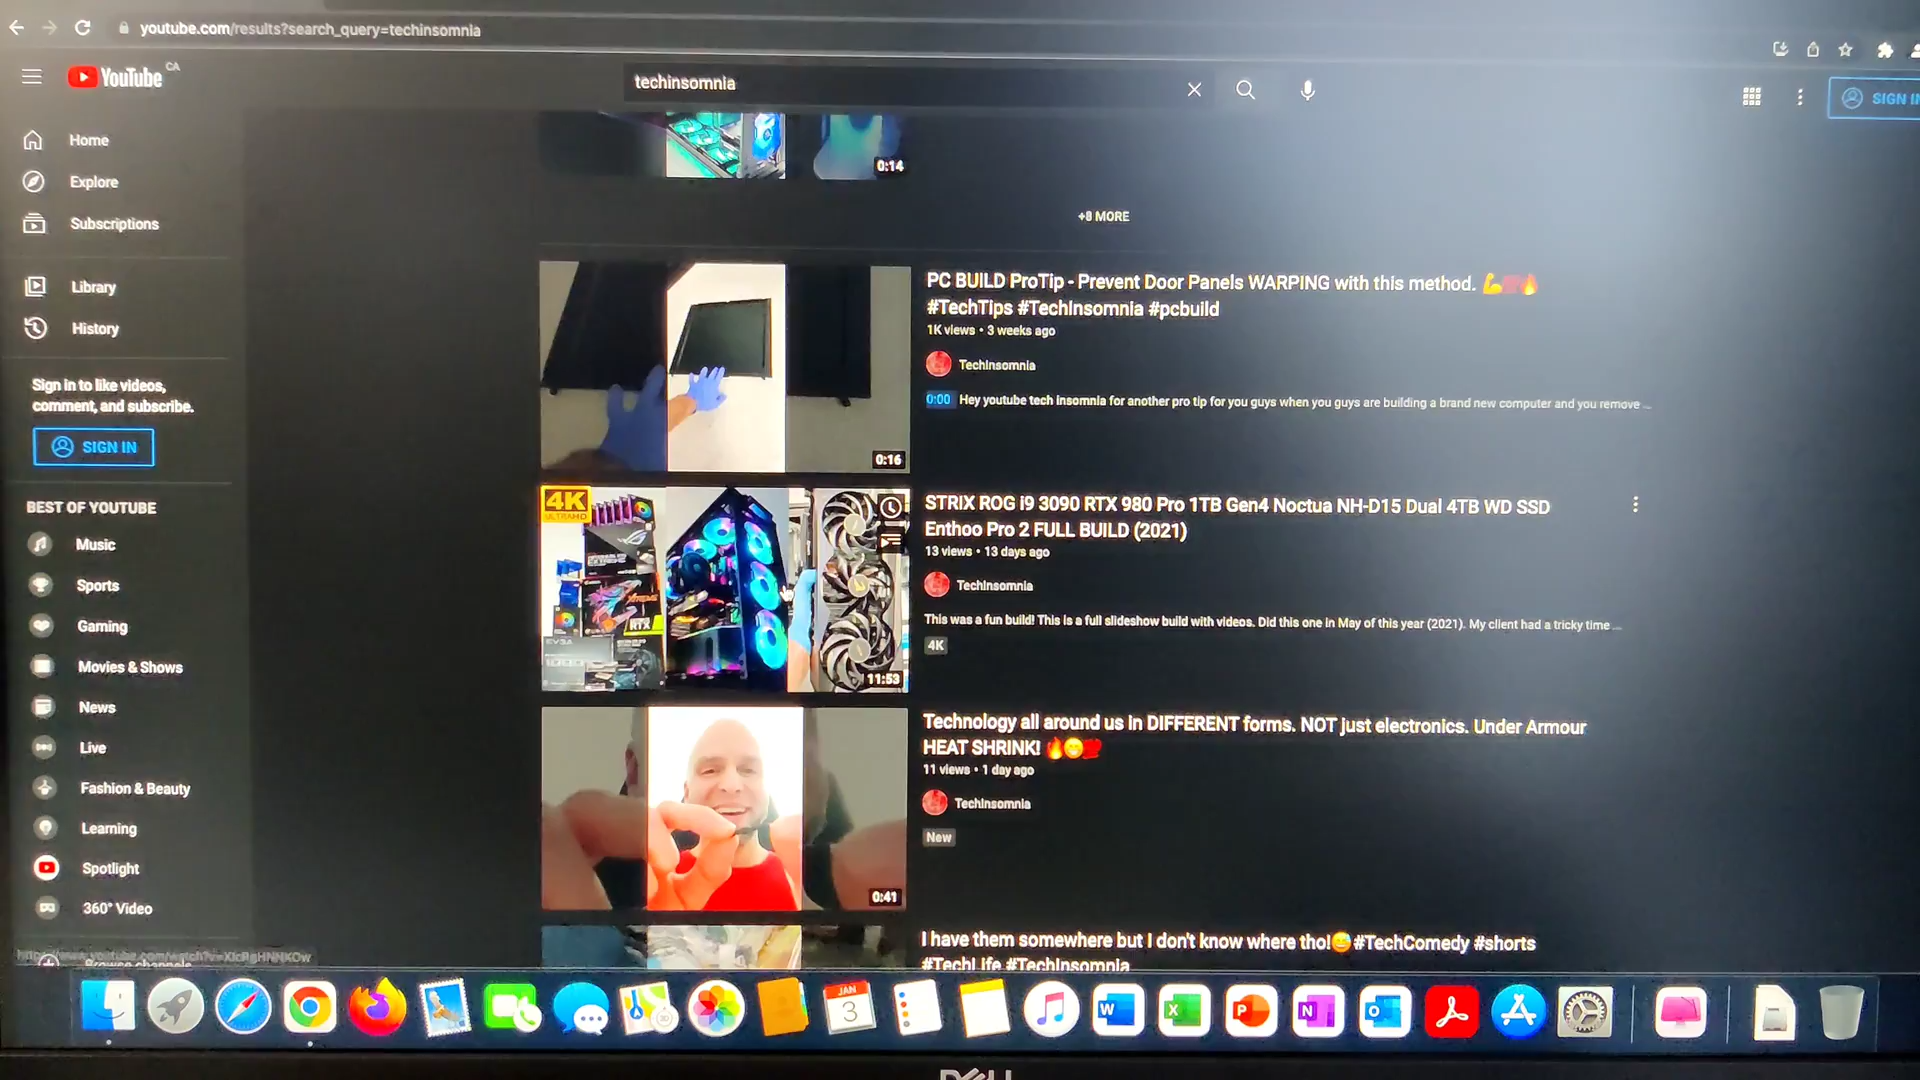 youtube.com/results?search_query=techinsomnia
YouTube CA
techinsomnia
SIGN IN
Home
Explore
Subscriptions
Library
History
Sign in to like videos,
comment, and subscribe.
SIGN IN
BEST OF YOUTUBE
Music
Sports
Gaming
Movies & Shows
News
Live
Fashion & Beauty
Learning
Spotlight
360° Video
Browse channels
0:14
+8 MORE
0:16
PC BUILD ProTip - Prevent Door Panels WARPING with this method. 💪💯🔥
#TechTips #TechInsomnia #pcbuild
1K views • 3 weeks ago
TechInsomnia
0:00 Hey youtube tech insomnia for another pro tip for you guys when you guys are building a brand new computer and you remove ...
4K
ULTRAHD
RTX
11:53
STRIX ROG i9 3090 RTX 980 Pro 1TB Gen4 Noctua NH-D15 Dual 4TB WD SSD
Enthoo Pro 2 FULL BUILD (2021)
13 views • 13 days ago
TechInsomnia
This was a fun build! This is a full slideshow build with videos. Did this one in May of this year (2021). My client had a tricky time ...
4K
0:41
Technology all around us in DIFFERENT forms. NOT just electronics. Under Armour
HEAT SHRINK! 🔥😁💯
11 views • 1 day ago
TechInsomnia
New
I have them somewhere but I don't know where tho!😅#TechComedy #shorts
#TechLife #TechInsomnia
JAN
3
W
X
P
N
O
DELL